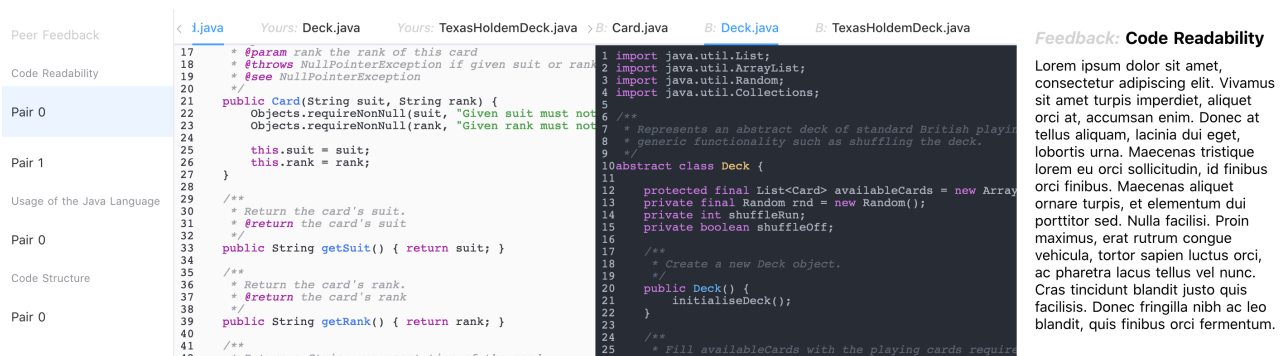 Peer Feedback
Code Readability
Pair 0
Pair 1
Usage of the Java Language
Pair 0
Code Structure
Pair 0
d.java
Yours: Deck.java
Yours: TexasHoldemDeck.java
17 * @param rank the rank of this card
18 * @throws NullPointerException if given suit or rank
19 * @see NullPointerException
20 */
21 public Card(String suit, String rank) {
22 Objects.requireNonNull(suit, "Given suit must not
23 Objects.requireNonNull(rank, "Given rank must not
24
25 this.suit = suit;
26 this.rank = rank;
27 }
28
29 /**
30 * Return the card's suit.
31 * @return the card's suit
32 */
33 public String getSuit() { return suit; }
34
35 /**
36 * Return the card's rank.
37 * @return the card's rank
38 */
39 public String getRank() { return rank; }
40
41 /**
B: Card.java
B: Deck.java
B: TexasHoldemDeck.java
1 import java.util.List;
2 import java.util.ArrayList;
3 import java.util.Random;
4 import java.util.Collections;
5
6 /**
7 * Represents an abstract deck of standard British playin
8 * generic functionality such as shuffling the deck.
9 */
10 abstract class Deck {
11
12 protected final List<Card> availableCards = new Array
13 private final Random rnd = new Random();
14 private int shuffleRun;
15 private boolean shuffleOff;
16
17 /**
18 * Create a new Deck object.
19 */
20 public Deck() {
21 initialiseDeck();
22 }
23
24 /**
25 * Fill availableCards with the playing cards require
Feedback: Code Readability
Lorem ipsum dolor sit amet,
consectetur adipiscing elit. Vivamus
sit amet turpis imperdiet, aliquet
orci at, accumsan enim. Donec at
tellus aliquam, lacinia dui eget,
lobortis urna. Maecenas tristique
lorem eu orci sollicitudin, id finibus
orci finibus. Maecenas aliquet
ornare turpis, et elementum dui
porttitor sed. Nulla facilisi. Proin
maximus, erat rutrum congue
vehicula, tortor sapien luctus orci,
ac pharetra lacus tellus vel nunc.
Cras tincidunt blandit justo quis
facilisis. Donec fringilla nibh ac leo
blandit, quis finibus orci fermentum.